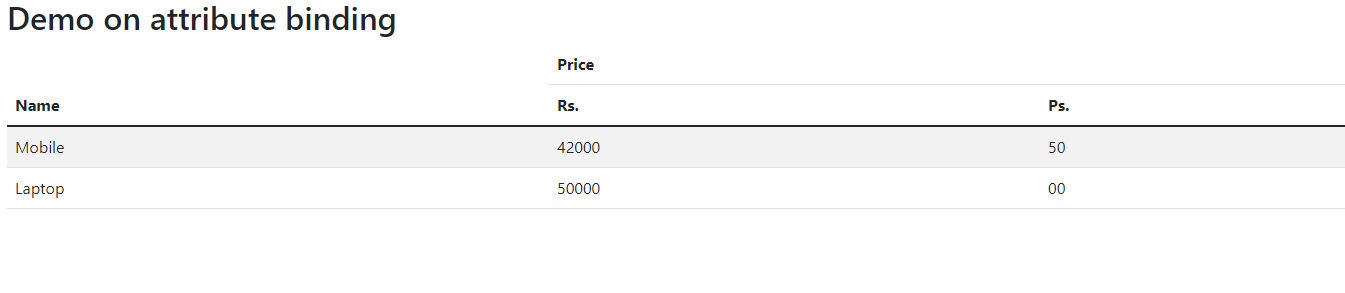 Demo on attribute binding
Price
Name Rs. Ps.
Mobile 42000 50
Laptop 50000 00